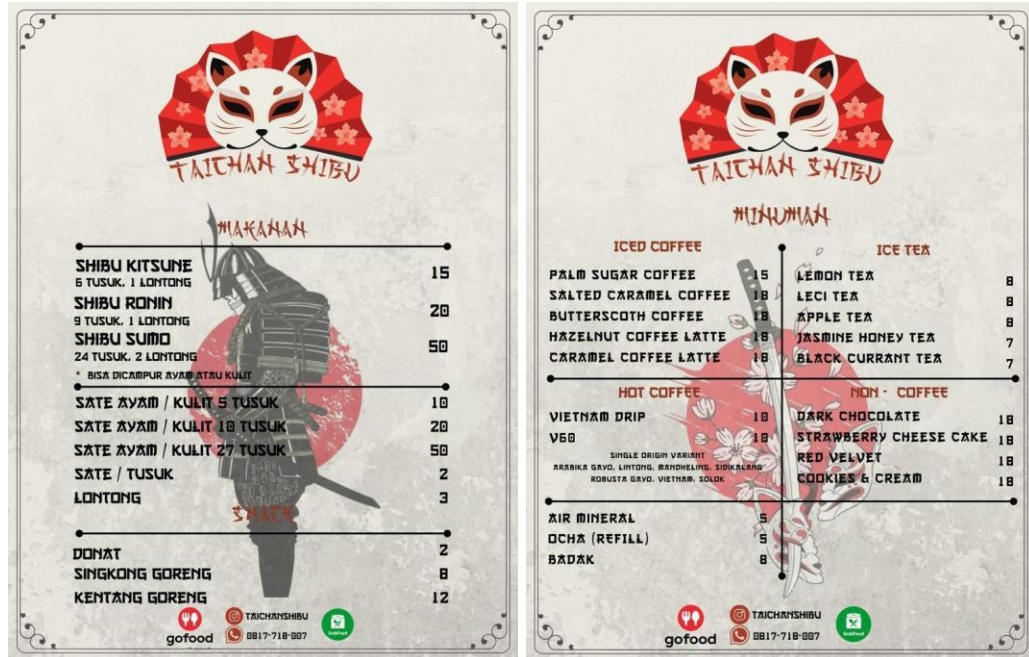 TAICHAN SHIBU
MAKANAN
SHIBU KITSUNE 15
6 TUSUK, 1 LONTONG
SHIBU RONIN 20
9 TUSUK, 1 LONTONG
SHIBU SUMO 50
24 TUSUK, 2 LONTONG
* BISA DICAMPUR AYAM ATAU KULIT
SATE AYAM / KULIT 5 TUSUK 10
SATE AYAM / KULIT 10 TUSUK 20
SATE AYAM / KULIT 27 TUSUK 50
SATE / TUSUK 2
LONTONG 3
SNACK
DONAT 2
SINGKONG GORENG 8
KENTANG GORENG 12
gofood
TAICHANSHIBU
0817-718-007
GrabFood
TAICHAN SHIBU
MINUMAN
ICED COFFEE
PALM SUGAR COFFEE 15
SALTED CARAMEL COFFEE 18
BUTTERSCOTH COFFEE 18
HAZELNUT COFFEE LATTE 18
CARAMEL COFFEE LATTE 18
ICE TEA
LEMON TEA 8
LECI TEA 8
APPLE TEA 8
JASMINE HONEY TEA 7
BLACK CURRANT TEA 7
HOT COFFEE
VIETNAM DRIP 10
V60 10
SINGLE ORIGIN VARIANT
ARABIKA GAYO, LINTONG, MANDHELING, SIDIKALANG
ROBUSTA GAYO, VIETNAM, SOLOK
NON - COFFEE
DARK CHOCOLATE 18
STRAWBERRY CHEESE CAKE 18
RED VELVET 18
COOKIES & CREAM 18
AIR MINERAL 5
OCHA (REFILL) 5
BADAK 8
gofood
TAICHANSHIBU
0817-718-007
GrabFood